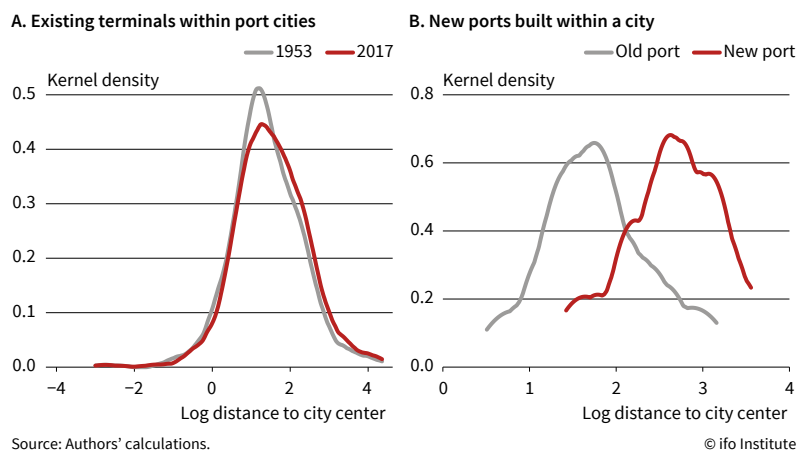 A. Existing terminals within port cities
1953 2017
Kernel density
0.5
0.4
0.3
0.2
0.1
0.0
−4 −2 0 2 4
Log distance to city center
B. New ports built within a city
Old port New port
Kernel density
0.8
0.6
0.4
0.2
0.0
0 1 2 3 4
Log distance to city center
Source: Authors’ calculations.
© ifo Institute